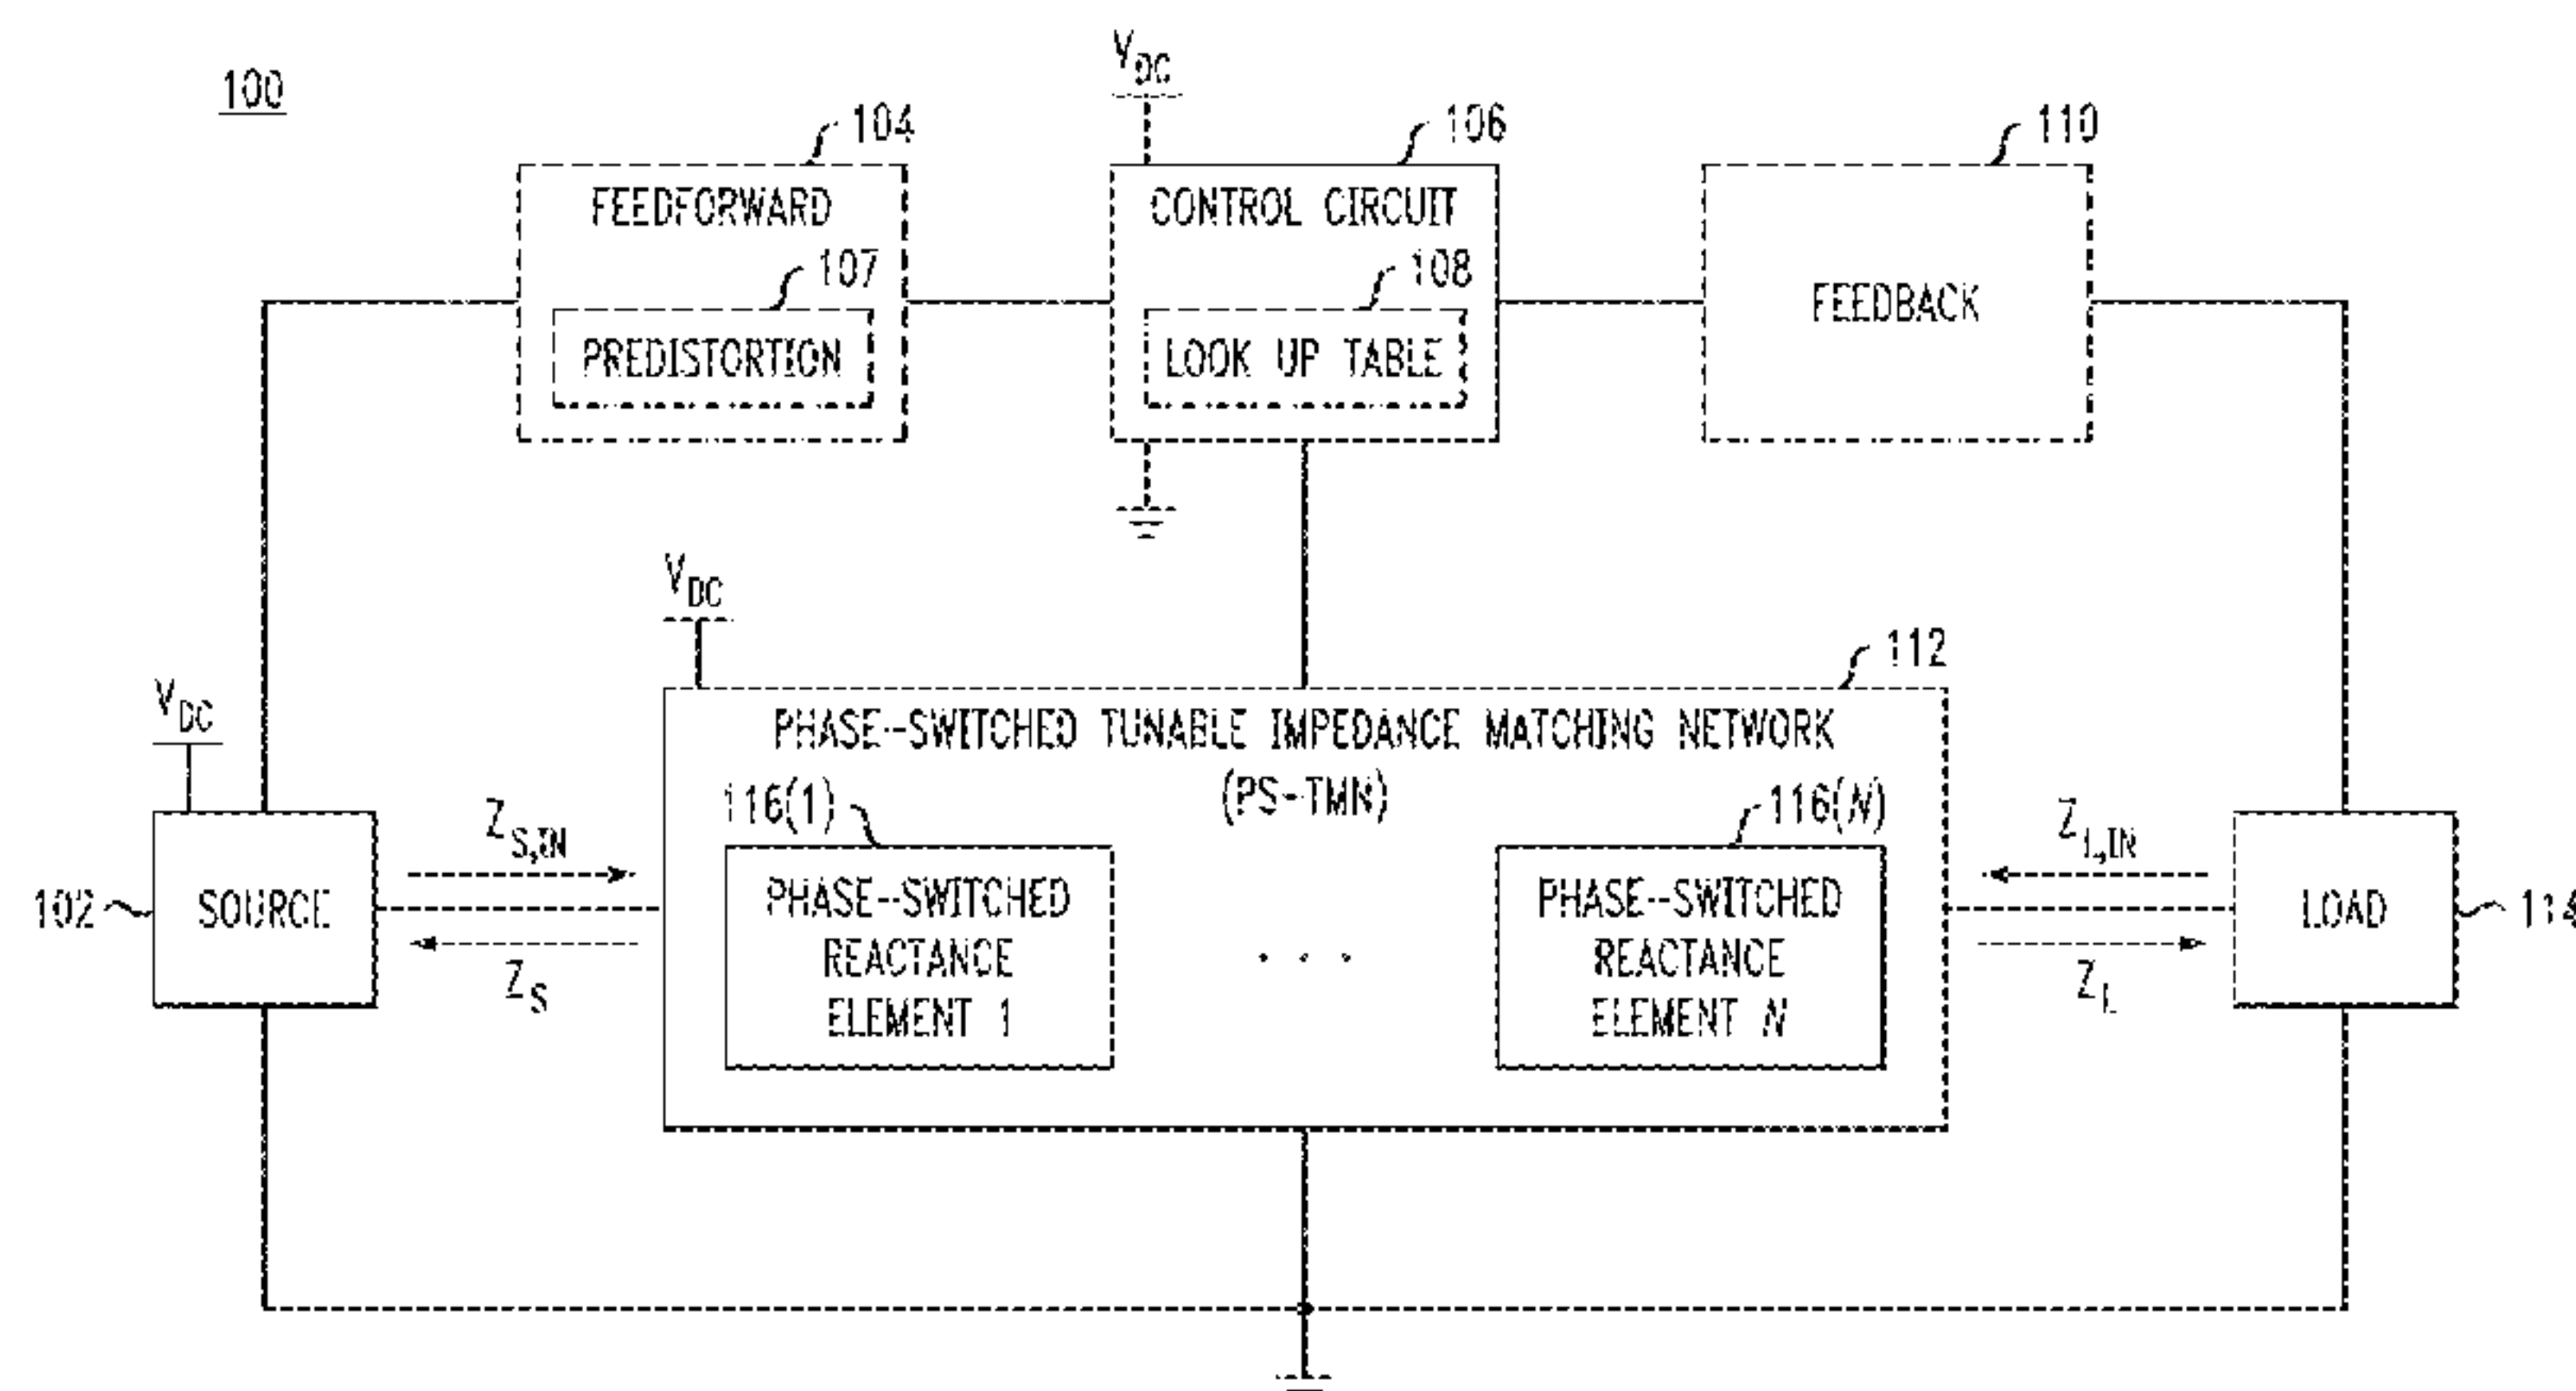 100
V_DC
104
106
110
FEEDFORWARD
CONTROL CIRCUIT
FEEDBACK
107
108
PREDISTORTION
LOOK UP TABLE
V_DC
112
PHASE--SWITCHED TUNABLE IMPEDANCE MATCHING NETWORK
(PS-TMN)
V_DC
116(1)
116(N)
Z_S,IN
Z_L,IN
102
SOURCE
PHASE--SWITCHED
REACTANCE
ELEMENT 1
. . .
PHASE--SWITCHED
REACTANCE
ELEMENT N
LOAD
114
Z_S
Z_L